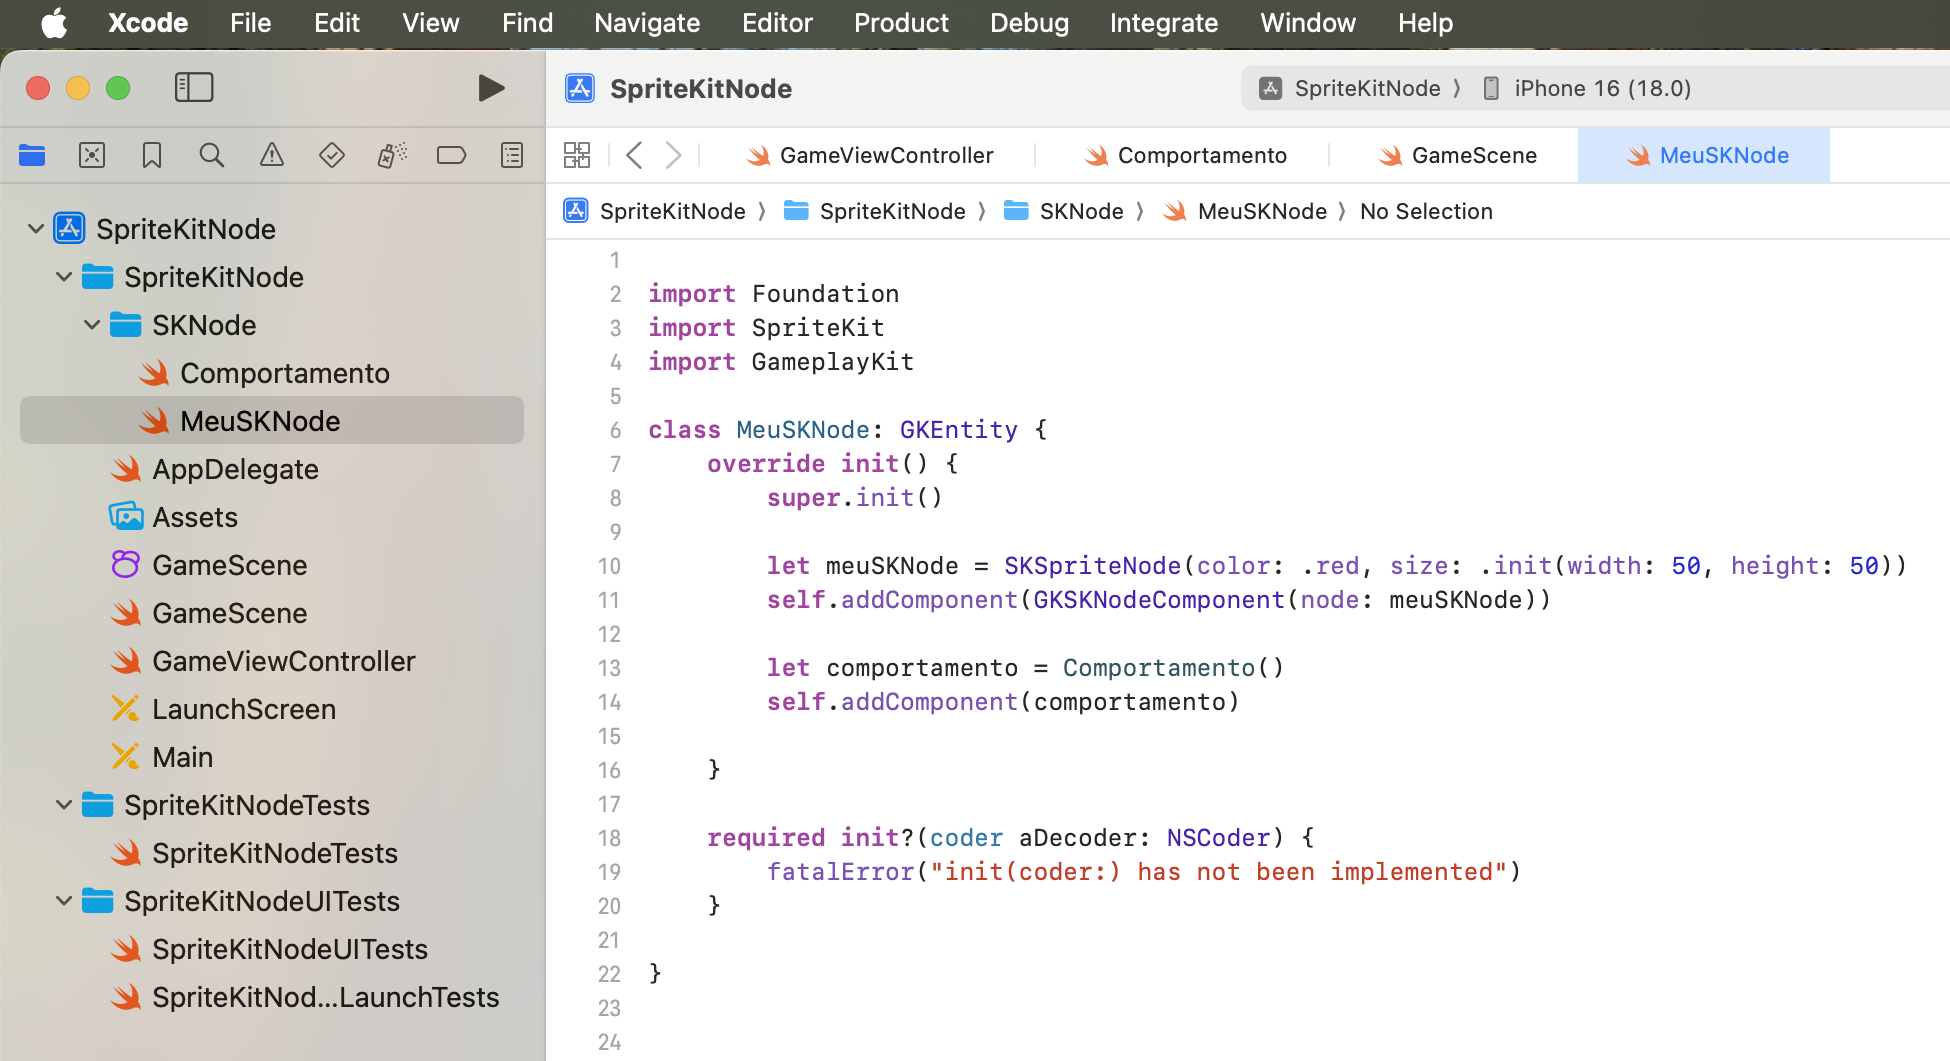 Xcode File Edit View Find Navigate Editor Product Debug Integrate Window Help
SpriteKitNode
SpriteKitNode 〉 iPhone 16 (18.0)
GameViewController Comportamento GameScene MeuSKNode
SpriteKitNode 〉 SpriteKitNode 〉 SKNode 〉 MeuSKNode 〉 No Selection
SpriteKitNode
SpriteKitNode
SKNode
Comportamento
MeuSKNode
AppDelegate
Assets
GameScene
GameScene
GameViewController
LaunchScreen
Main
SpriteKitNodeTests
SpriteKitNodeTests
SpriteKitNodeUITests
SpriteKitNodeUITests
SpriteKitNod...LaunchTests
1
2 import Foundation
3 import SpriteKit
4 import GameplayKit
5
6 class MeuSKNode: GKEntity {
7     override init() {
8         super.init()
9
10         let meuSKNode = SKSpriteNode(color: .red, size: .init(width: 50, height: 50))
11         self.addComponent(GKSKNodeComponent(node: meuSKNode))
12
13         let comportamento = Comportamento()
14         self.addComponent(comportamento)
15
16     }
17
18     required init?(coder aDecoder: NSCoder) {
19         fatalError("init(coder:) has not been implemented")
20     }
21
22 }
23
24